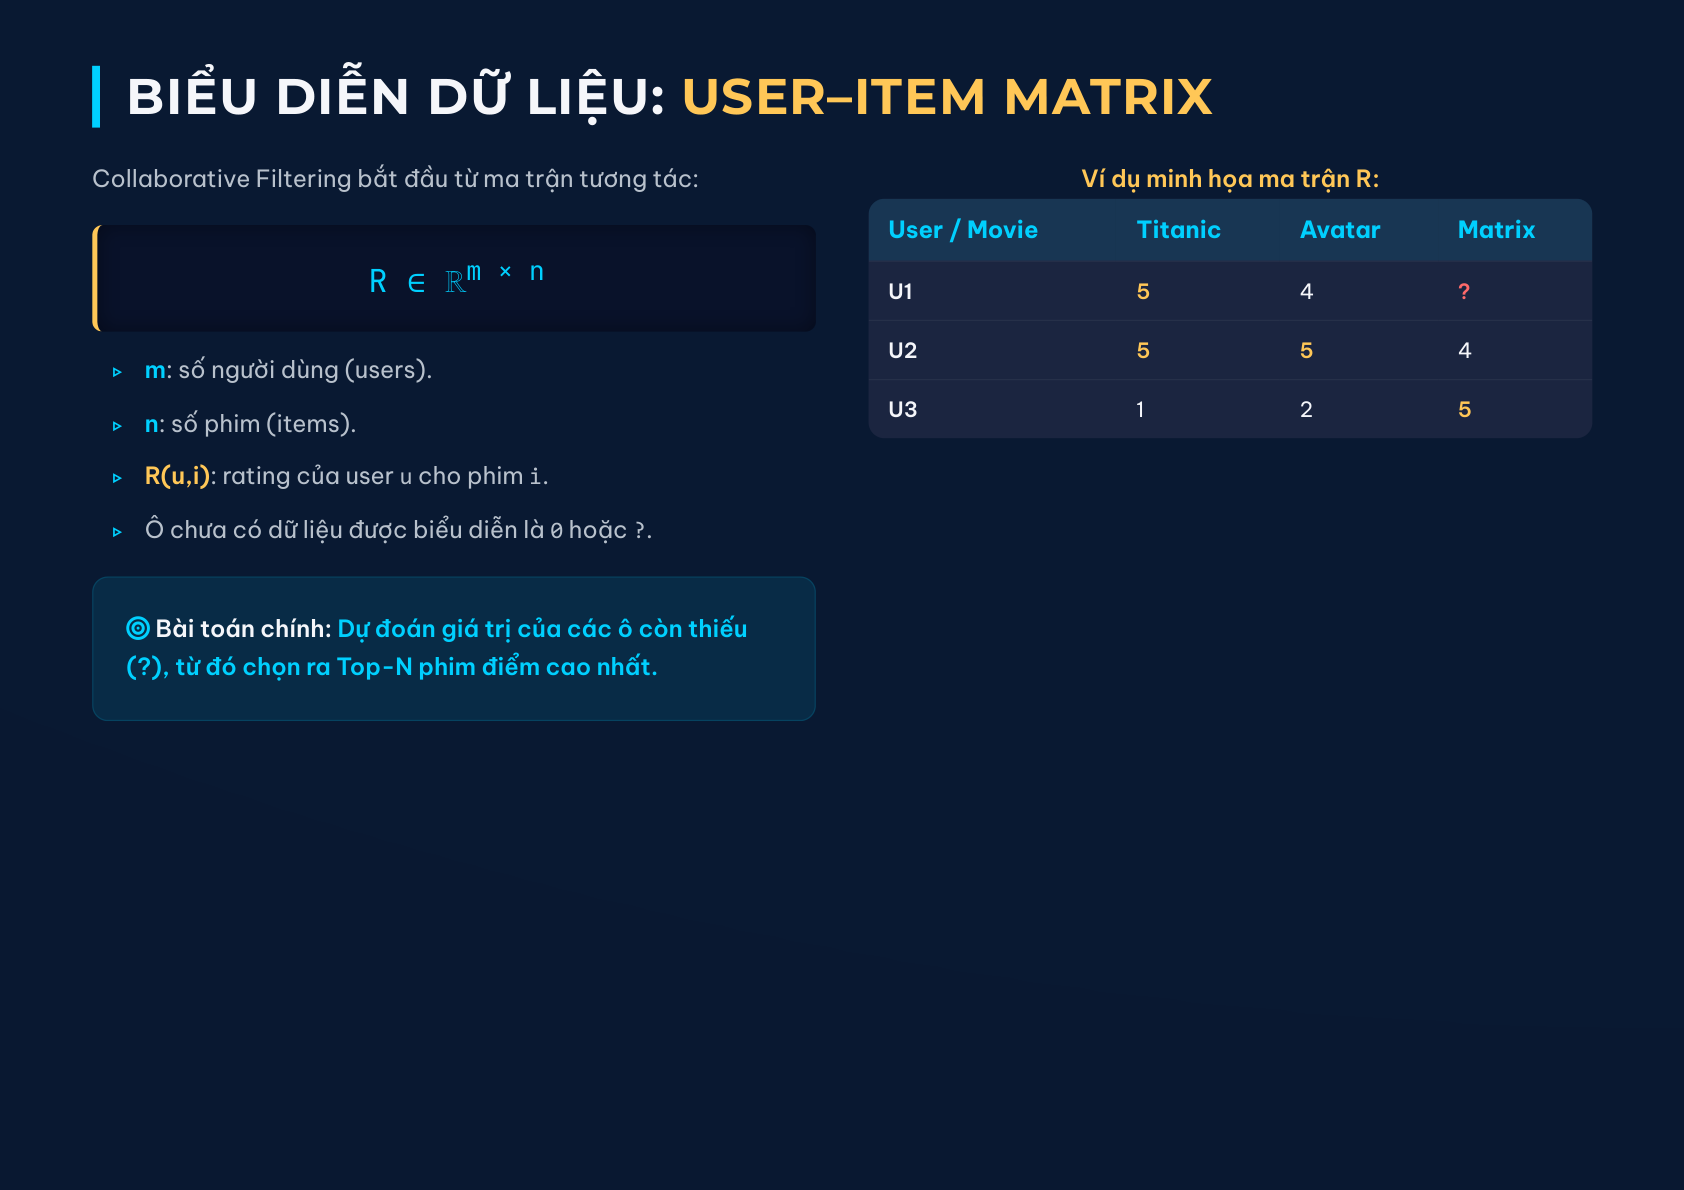 BIỂU DIỄN DỮ LIỆU: USER–ITEM MATRIX
Collaborative Filtering bắt đầu từ ma trận tương tác:
R ∈ ℝ^m × n
▹ m: số người dùng (users).
▹ n: số phim (items).
▹ R(u,i): rating của user u cho phim i.
▹ Ô chưa có dữ liệu được biểu diễn là 0 hoặc ?.
Bài toán chính: Dự đoán giá trị của các ô còn thiếu
(?), từ đó chọn ra Top-N phim điểm cao nhất.
Ví dụ minh họa ma trận R:
User / Movie Titanic Avatar Matrix
U1 5 4 ?
U2 5 5 4
U3 1 2 5